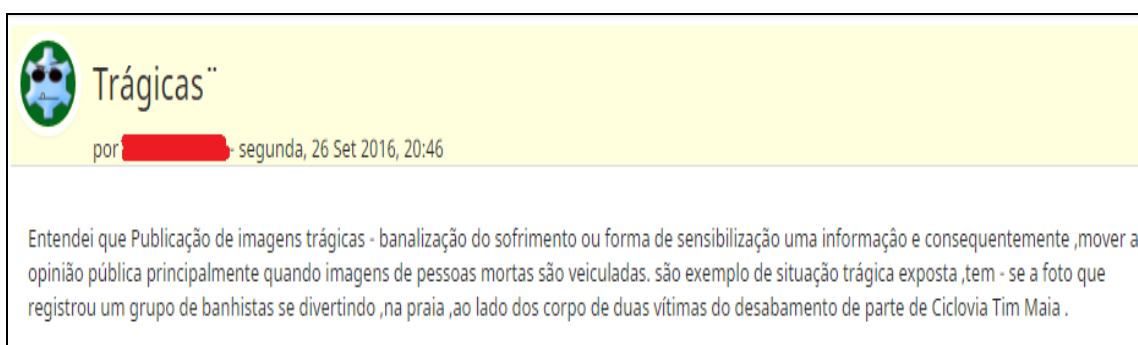 Trágicas¨
por - segunda, 26 Set 2016, 20:46
Entendei que Publicação de imagens trágicas - banalização do sofrimento ou forma de sensibilização uma informaçâo e consequentemente ,mover a
opinião pública principalmente quando imagens de pessoas mortas são veiculadas. são exemplo de situação trágica exposta ,tem - se a foto que
registrou um grupo de banhistas se divertindo ,na praia ,ao lado dos corpo de duas vítimas do desabamento de parte de Ciclovia Tim Maia .